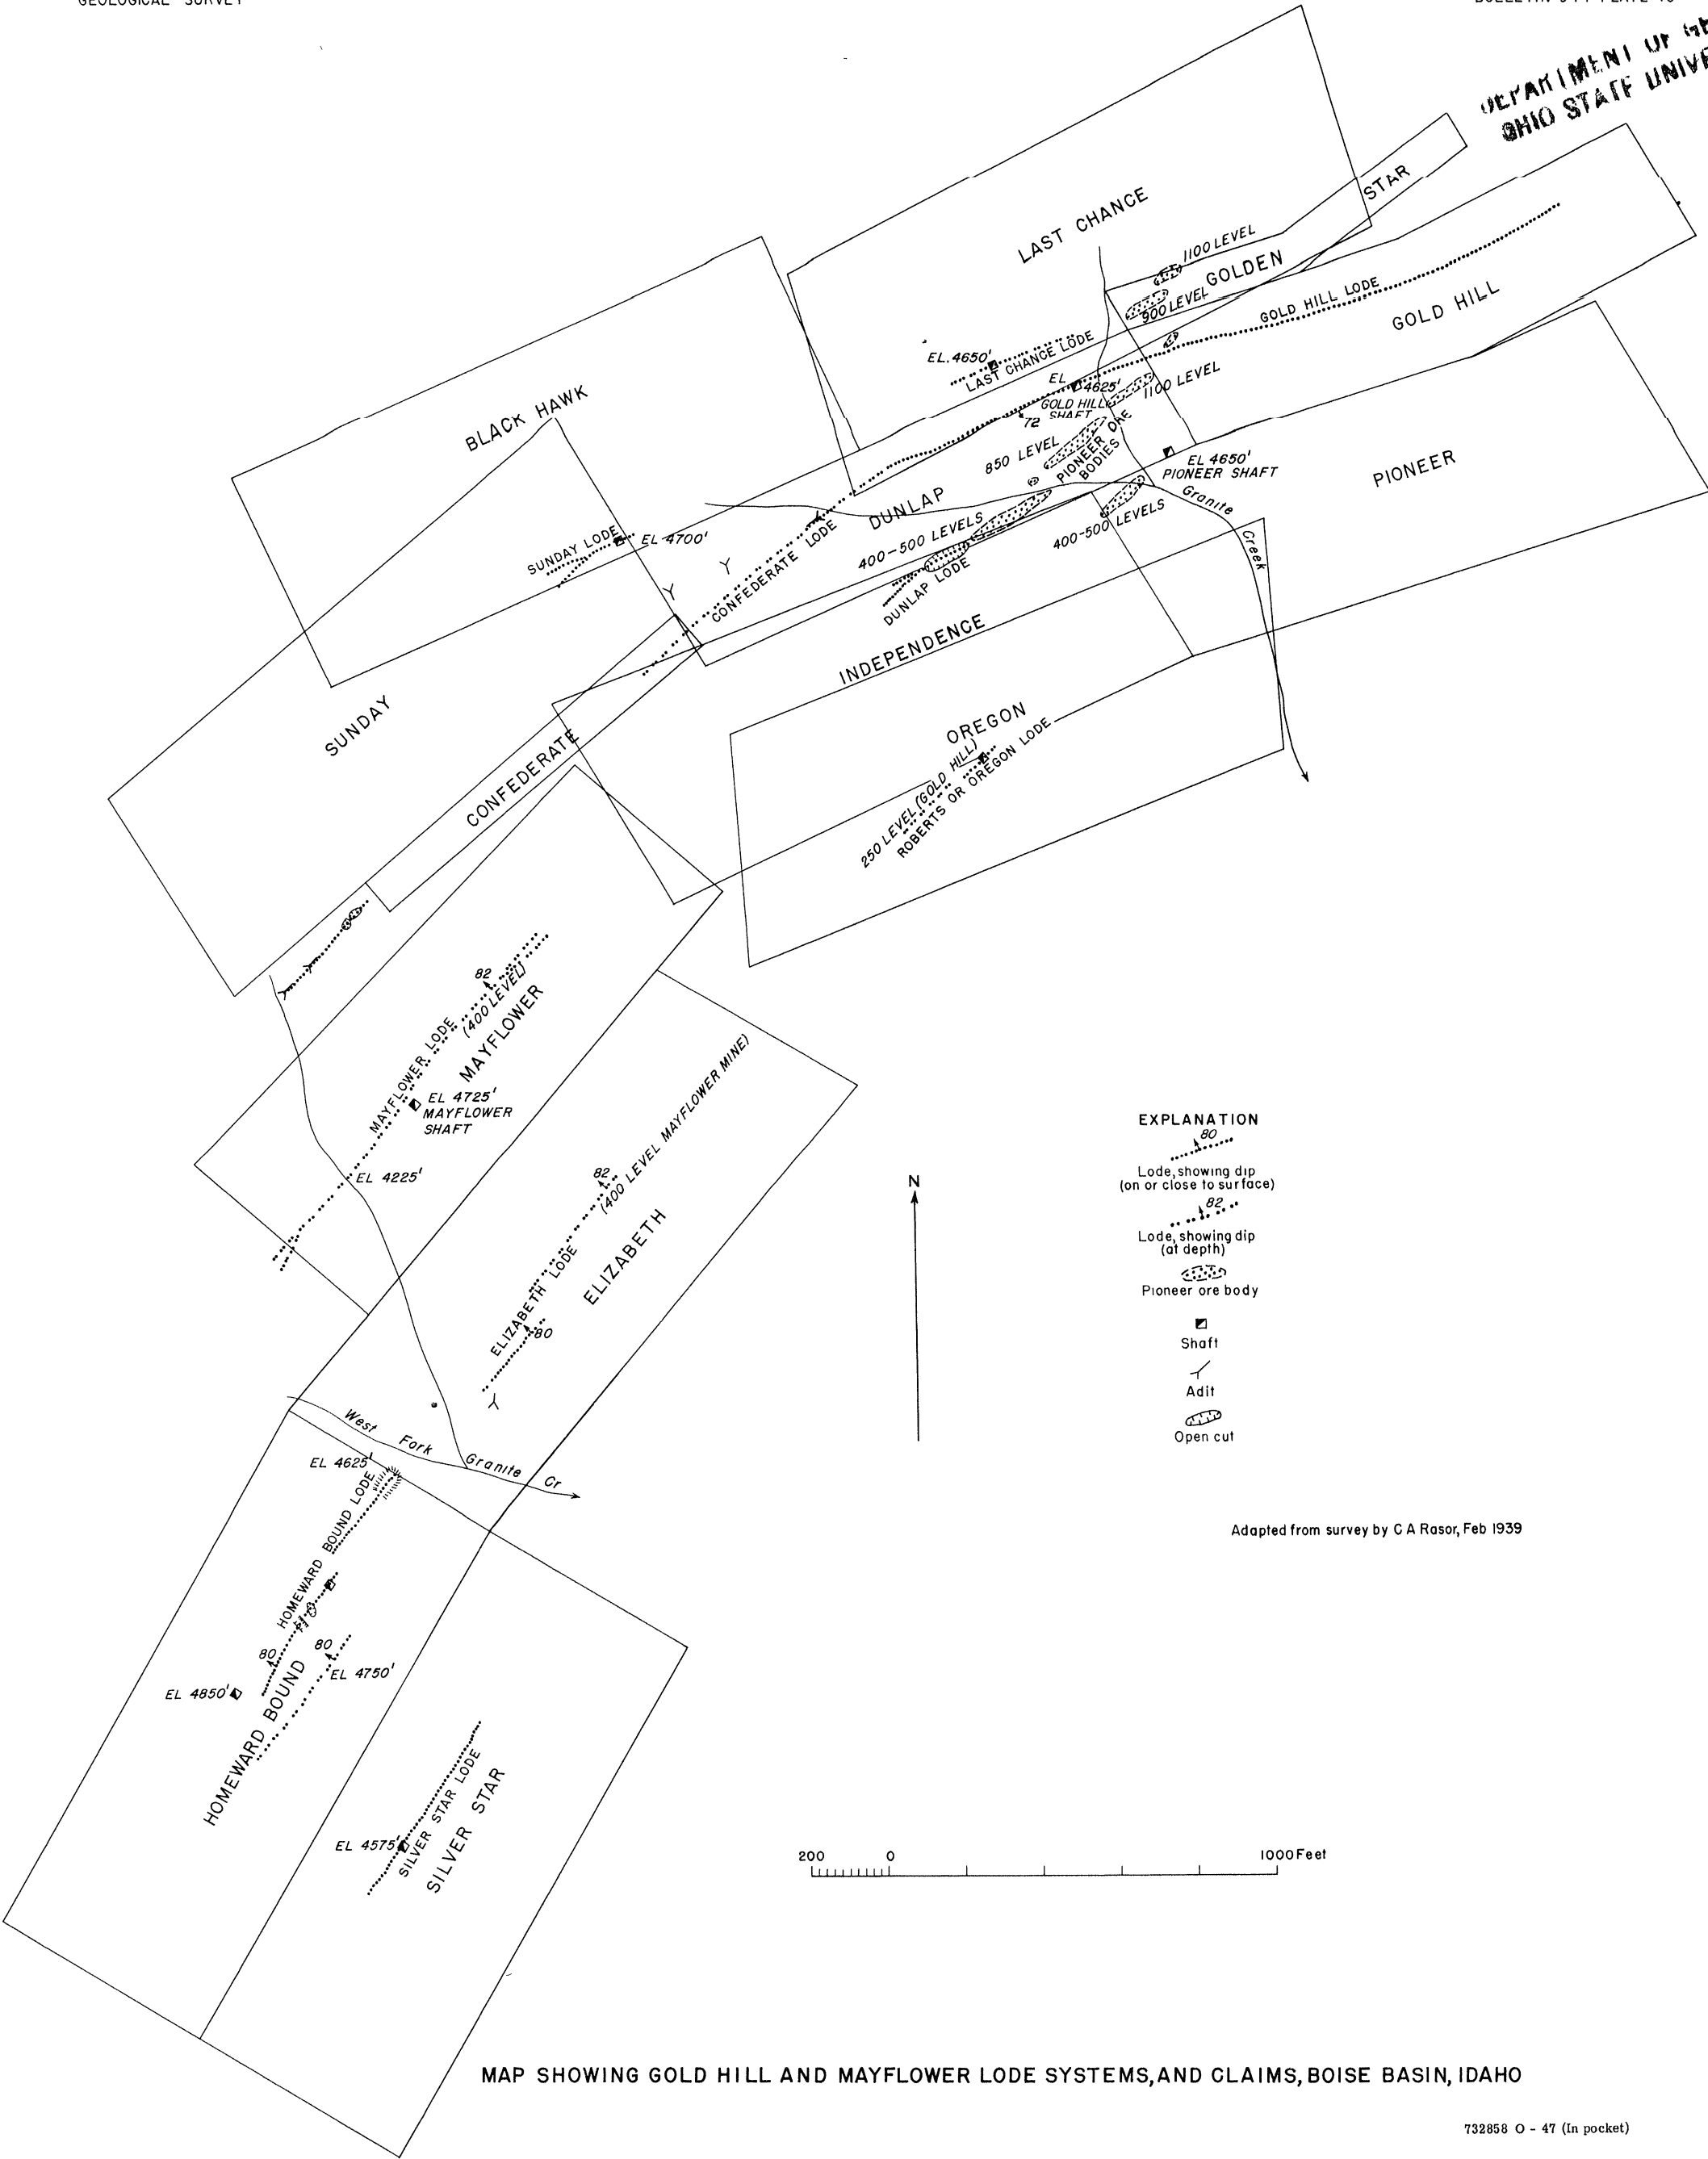 GEOLOGICAL SURVEY
DEPARTMENT OF
OHIO STATE
LAST CHANCE
STAR
1100 LEVEL
GOLDEN
900 LEVEL
GOLD HILL LODE
GOLD HILL
EL. 4650'
LAST CHANCE LODE
EL
4625'
GOLD HILL
SHAFT
72
1100 LEVEL
BLACK HAWK
850 LEVEL
PIONEER ORE
BODIES
EL 4650'
PIONEER SHAFT
PIONEER
DUNLAP
Granite
Creek
SUNDAY LODE
EL 4700'
CONFEDERATE LODE
400-500 LEVELS
400-500 LEVELS
DUNLAP LODE
INDEPENDENCE
SUNDAY
CONFEDERATE
OREGON
250 LEVEL (GOLD HILL)
ROBERTS OR OREGON LODE
82
(400 LEVEL)
MAYFLOWER LODE
MAYFLOWER
EL 4725'
MAYFLOWER
SHAFT
EL 4225'
82
(400 LEVEL MAYFLOWER MINE)
ELIZABETH LODE
ELIZABETH
80
EXPLANATION
80
Lode, showing dip
(on or close to surface)
82
Lode, showing dip
(at depth)
Pioneer ore body
Shaft
Adit
Open cut
N
West Fork Granite Cr
EL 4625'
HOMEWARD BOUND LODE
Adapted from survey by C A Rasor, Feb 1939
80
80
EL 4750'
EL 4850'
HOMEWARD BOUND
SILVER STAR LODE
EL 4575'
SILVER STAR
200 0 1000 Feet
MAP SHOWING GOLD HILL AND MAYFLOWER LODE SYSTEMS, AND CLAIMS, BOISE BASIN, IDAHO
732858 O - 47 (In pocket)